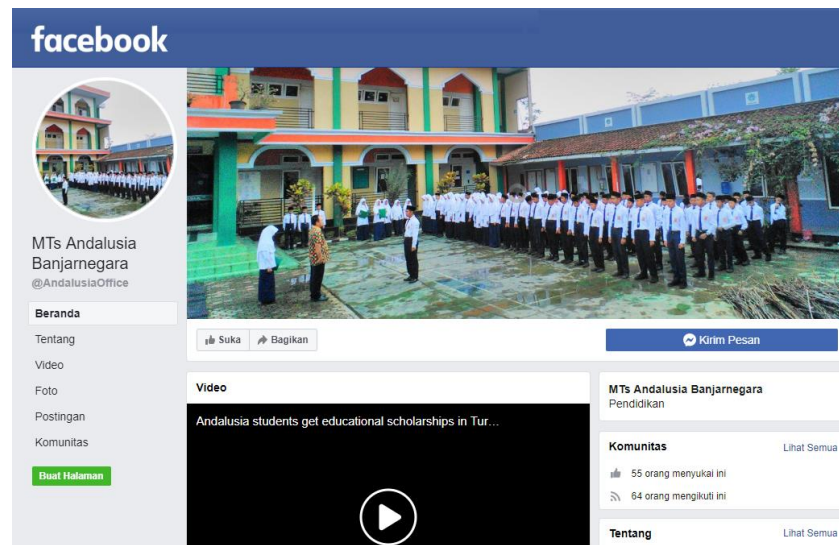 facebook
MTs Andalusia
Banjarnegara
@AndalusiaOffice
Beranda
Tentang
Video
Foto
Postingan
Komunitas
Buat Halaman
Suka
Bagikan
Kirim Pesan
Video
Andalusia students get educational scholarships in Tur...
MTs Andalusia Banjarnegara
Pendidikan
Komunitas
Lihat Semua
55 orang menyukai ini
64 orang mengikuti ini
Tentang
Lihat Semua